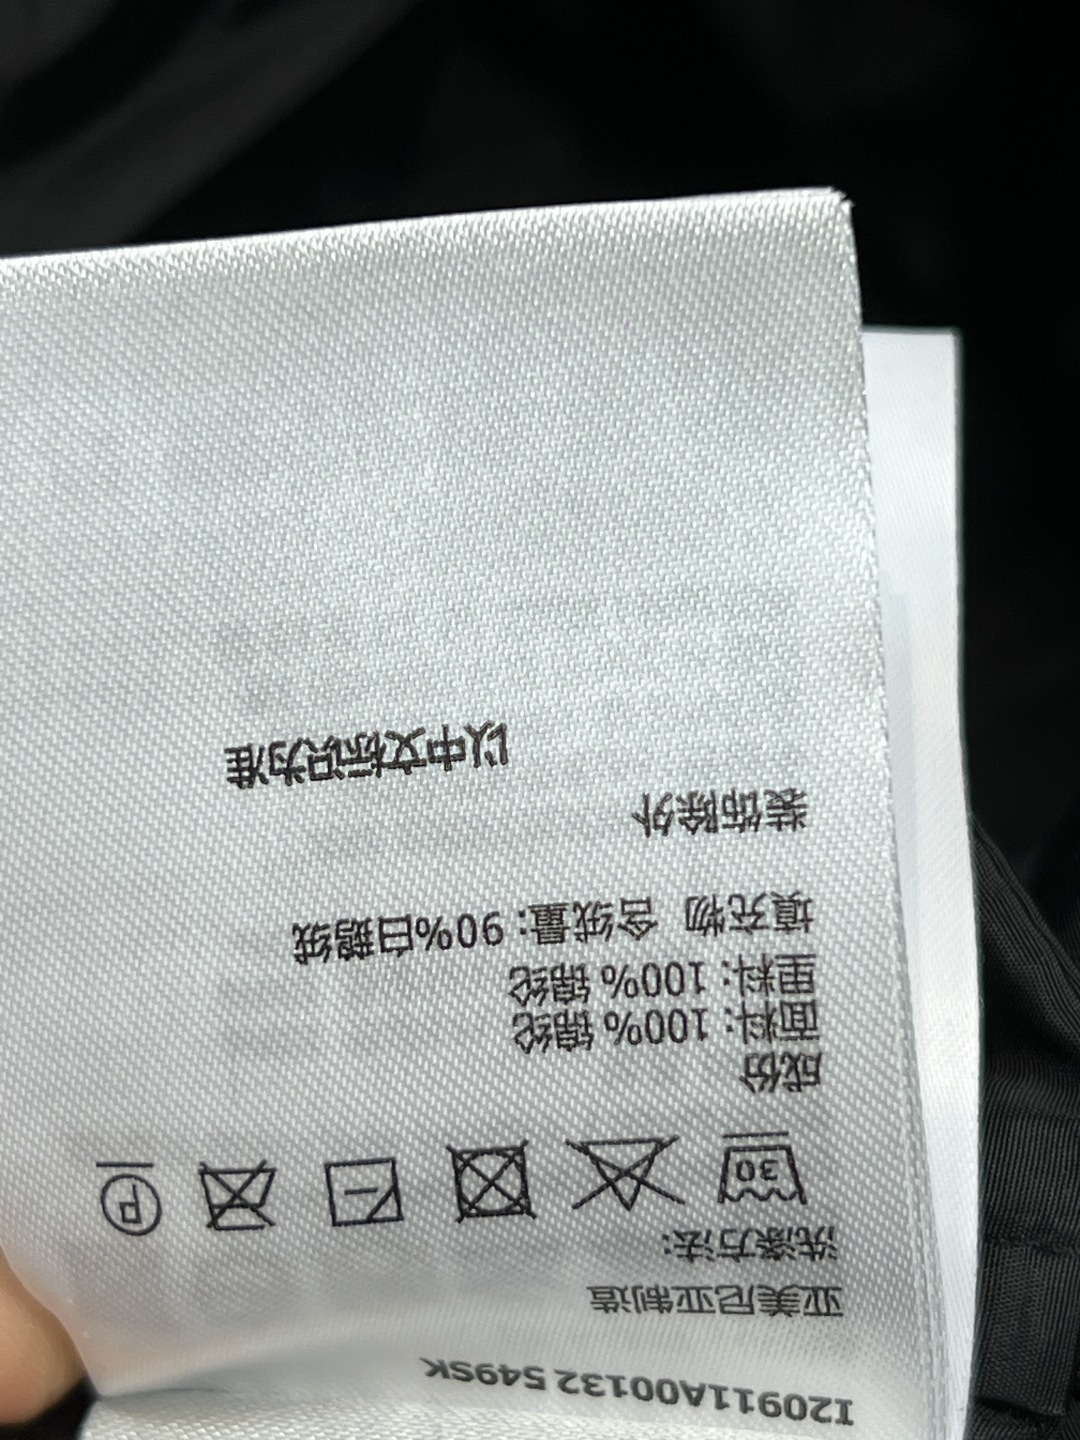 I20911A00132 549SK
亚美尼亚制造
洗涤方法:
30 P
成份
面料: 100% 锦纶
里料: 100% 锦纶
填充物 含绒量: 90%白鹅绒
装饰除外
以中文标识为准